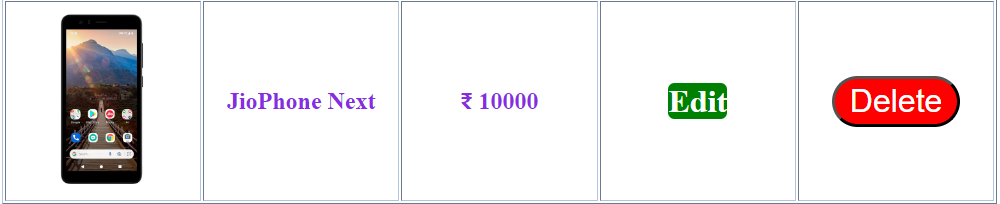 JioPhone Next
₹ 10000
Edit
Delete